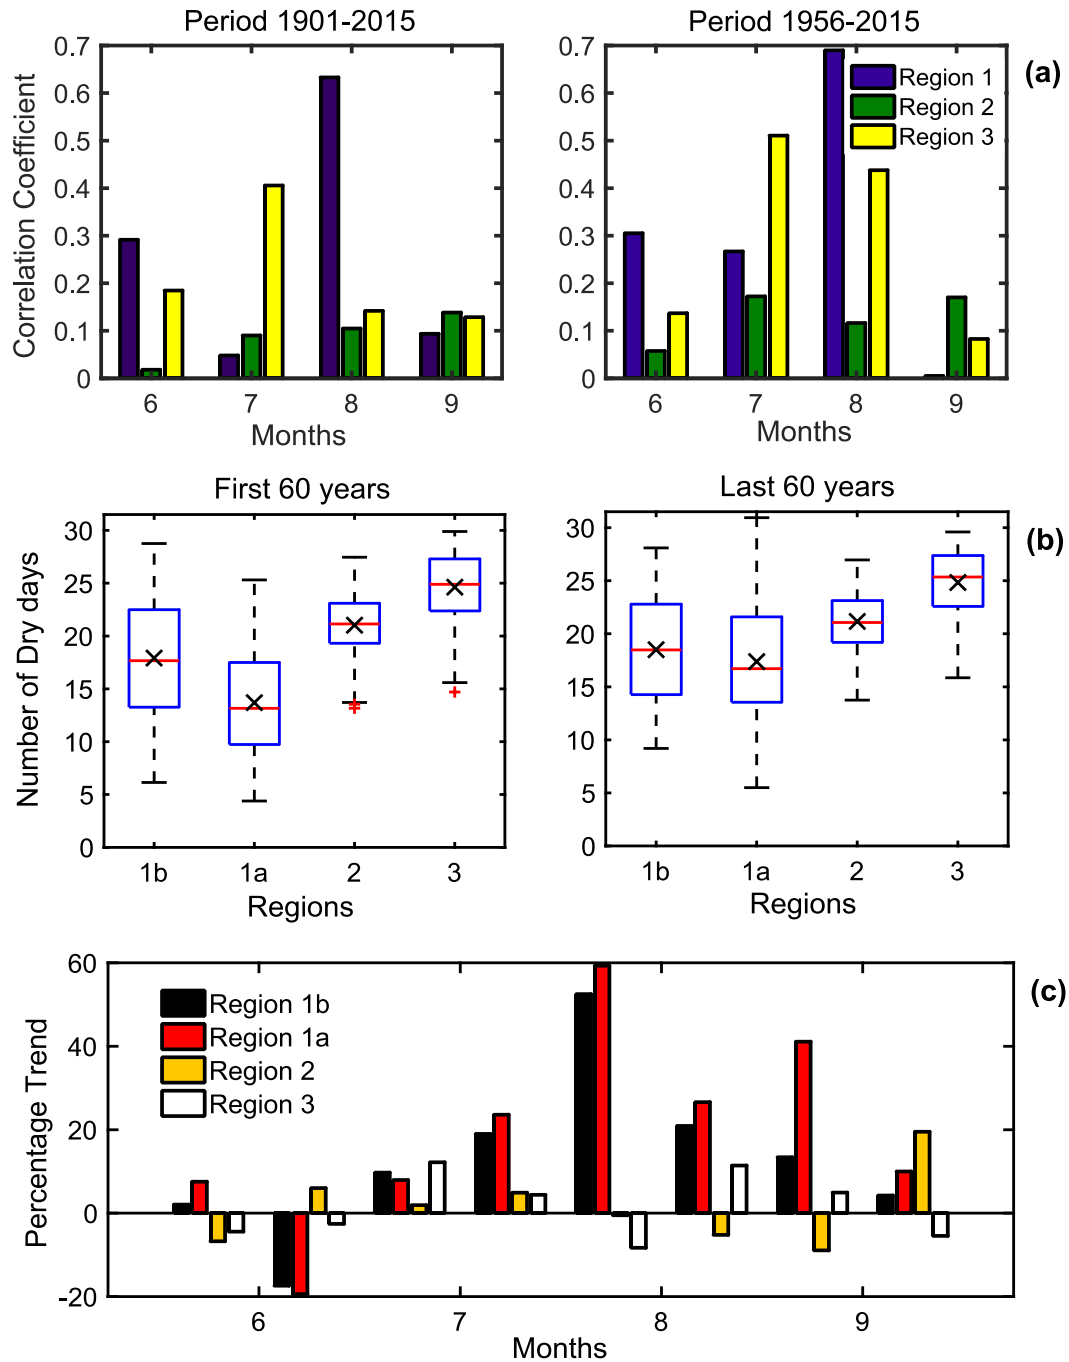 Period 1901-2015
Period 1956-2015
(a)
Correlation Coefficient
0.7
0.6
0.5
0.4
0.3
0.2
0.1
0
6 7 8 9
Months
0.7
0.6
0.5
0.4
0.3
0.2
0.1
0
Region 1
Region 2
Region 3
6 7 8 9
Months
First 60 years
Last 60 years
(b)
Number of Dry days
30
25
20
15
10
5
0
1b 1a 2 3
Regions
30
25
20
15
10
5
0
1b 1a 2 3
Regions
(c)
Percentage Trend
60
40
20
0
-20
Region 1b
Region 1a
Region 2
Region 3
6 7 8 9
Months